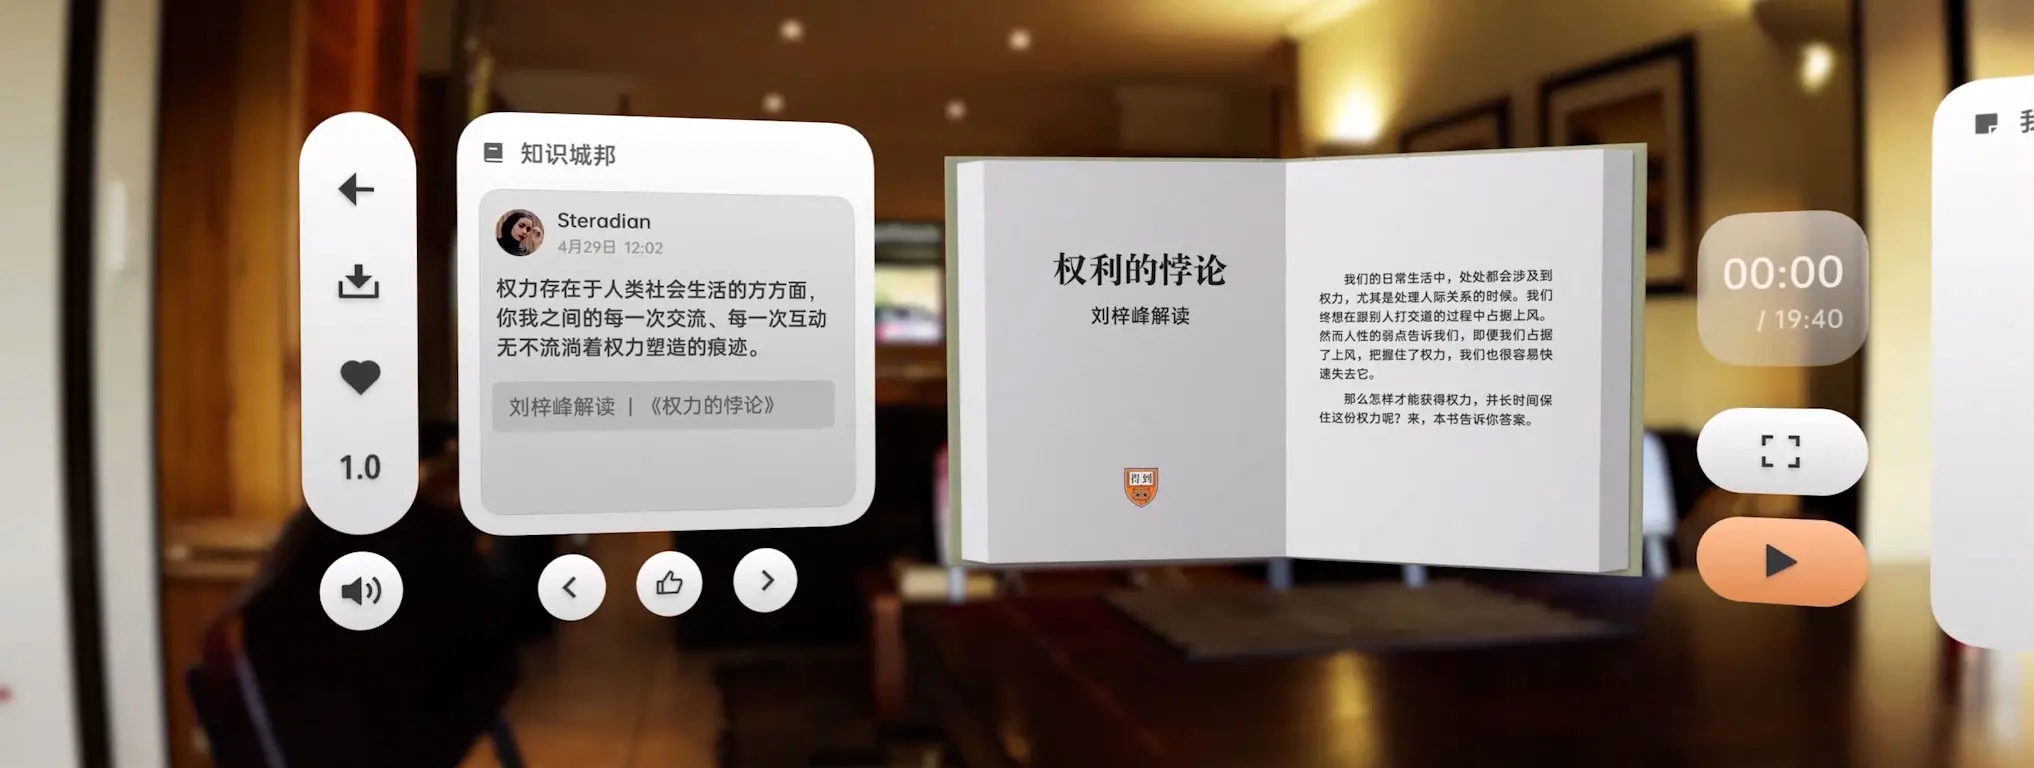 知识城邦
Steradian
4月29日 12:02
权力存在于人类社会生活的方方面，
你我之间的每一次交流、每一次互动
无不流淌着权力塑造的痕迹。
刘梓峰解读 | 《权力的悖论》
1.0
权利的悖论
刘梓峰解读
得到
我们的日常生活中，处处都会涉及到
权力，尤其是处理人际关系的时候。我们
终想在跟别人打交道的过程中占据上风。
然而人性的弱点告诉我们，即便我们占据
了上风，把握住了权力，我们也很容易快
速失去它。
那么怎样才能获得权力，并长时间保
住这份权力呢？来，本书告诉你答案。
00:00
/ 19:40